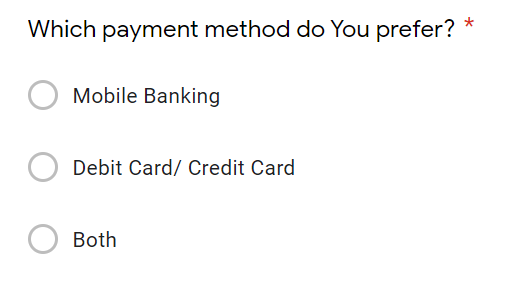 Which payment method do You prefer? *
Mobile Banking
Debit Card/ Credit Card
Both